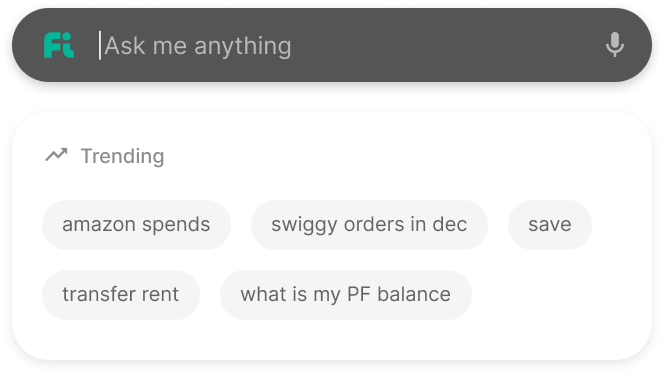 Fi
Ask me anything
Trending
amazon spends
swiggy orders in dec
save
transfer rent
what is my PF balance